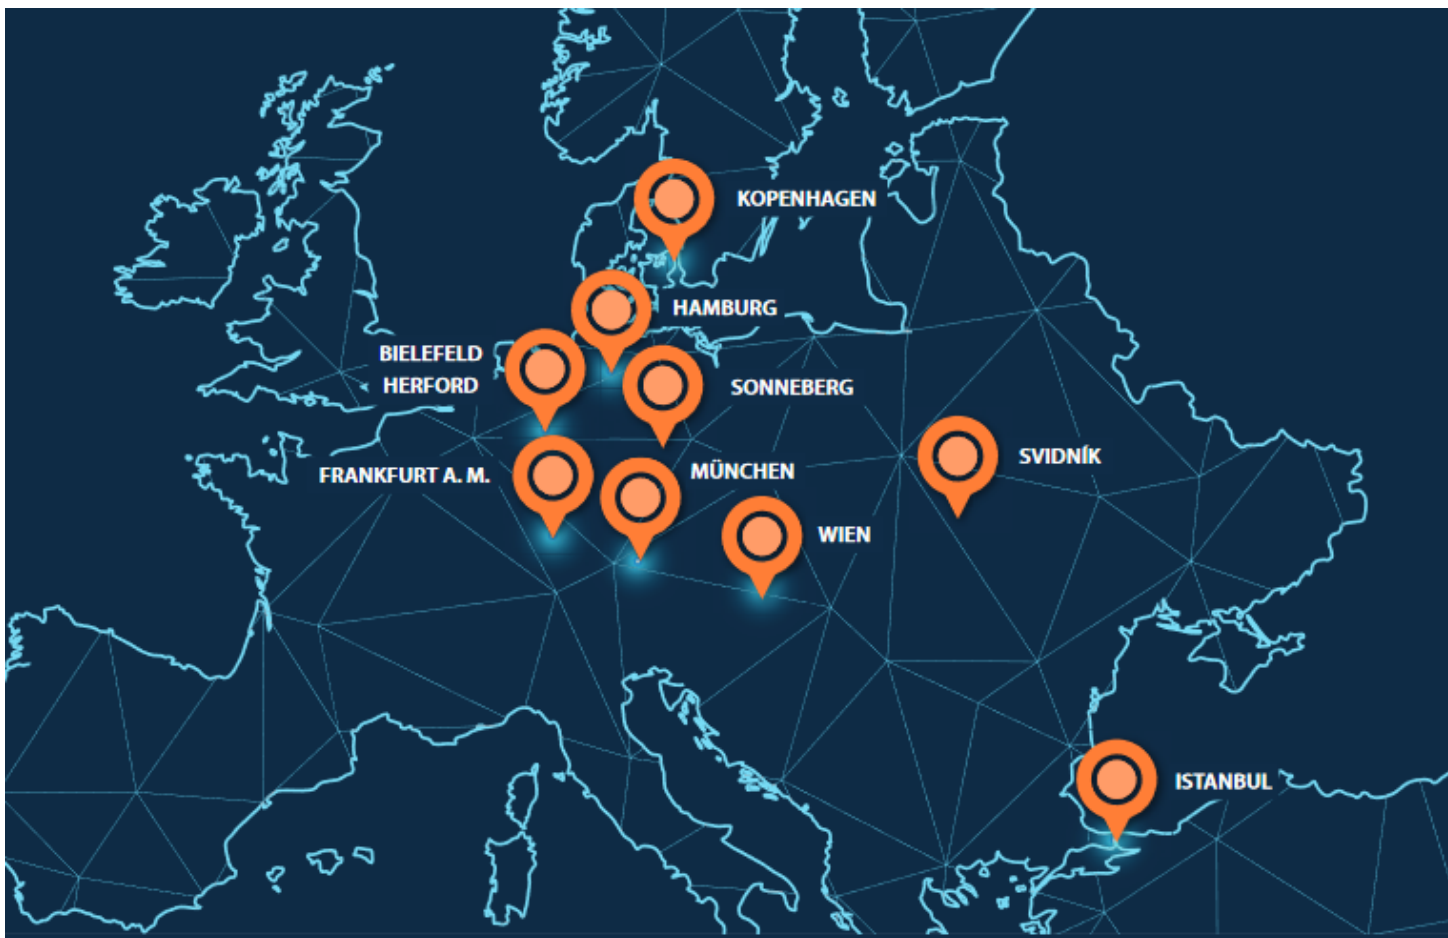 KOPENHAGEN
HAMBURG
BIELEFELD
HERFORD
SONNEBERG
SVIDNÍK
MÜNCHEN
FRANKFURT A. M.
WIEN
ISTANBUL